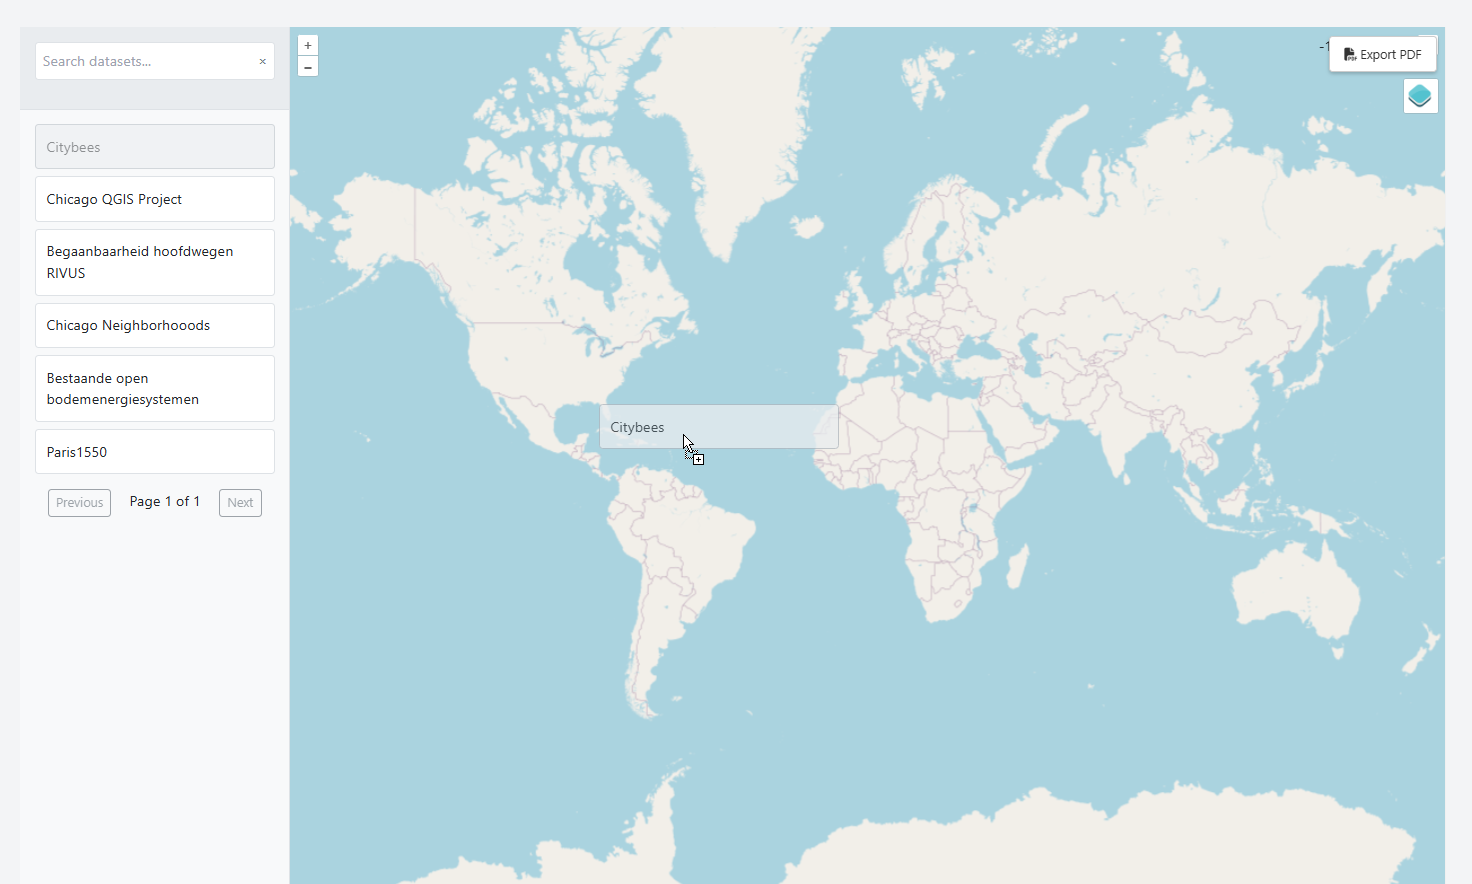 Search datasets...
×
Citybees
Chicago QGIS Project
Begaanbaarheid hoofdwegen
RIVUS
Chicago Neighborhooods
Bestaande open
bodemenergiesystemen
Paris1550
Previous
Page 1 of 1
Next
+
−
Citybees
Export PDF